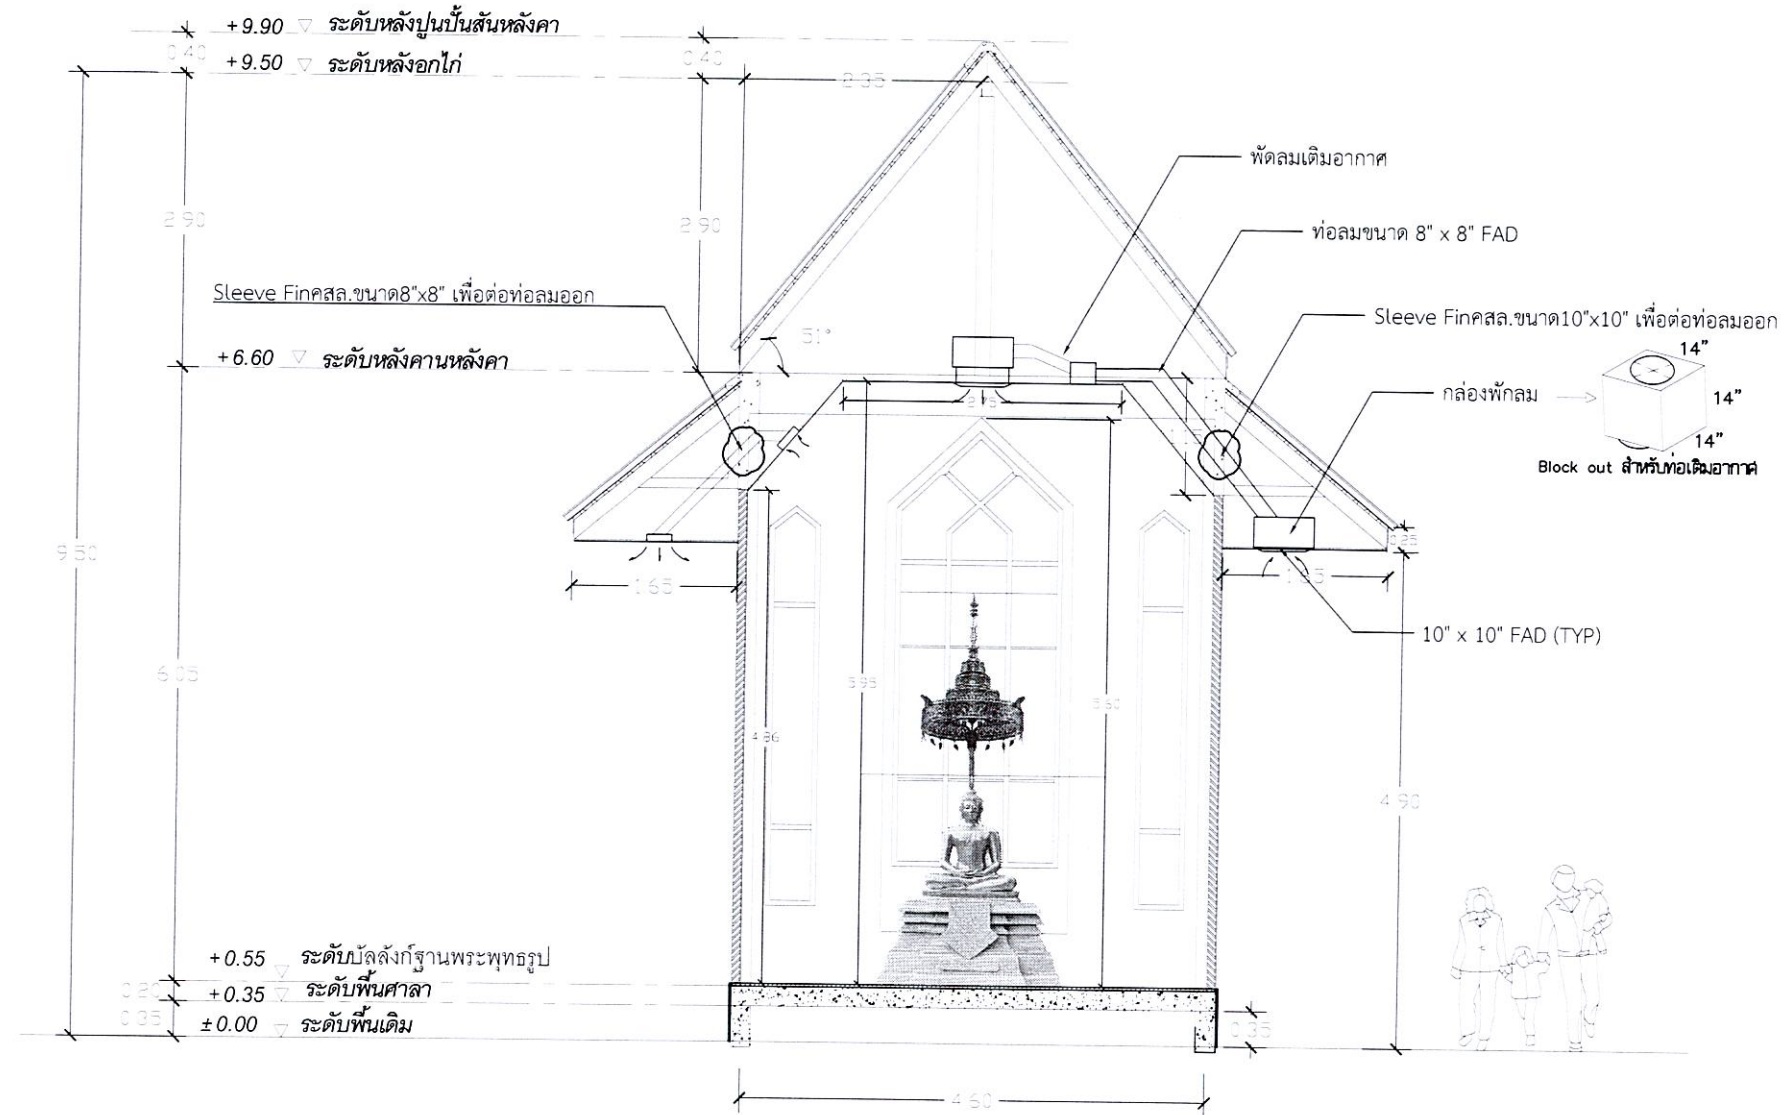 +9.90 ระดับหลังปูนปั้นสันหลังคา
0.40
0.40
+9.50 ระดับหลังอกไก่
2.35
พัดลมเติมอากาศ
2.90
2.90
ท่อลมขนาด 8" x 8" FAD
Sleeve Finคสล.ขนาด8"x8" เพื่อต่อท่อลมออก
Sleeve Finคสล.ขนาด10"x10" เพื่อต่อท่อลมออก
51°
+6.60 ระดับหลังคานหลังคา
14"
กล่องพักลม
14"
2.75
14"
Block out สำหรับท่อเติมอากาศ
9.50
0.25
1.65
1.65
10" x 10" FAD (TYP)
6.05
5.95
5.60
4.86
4.90
+0.55 ระดับบัลลังก์ฐานพระพุทธรูป
0.20
+0.35 ระดับพื้นศาลา
0.35
±0.00 ระดับพื้นเดิม
0.35
4.60